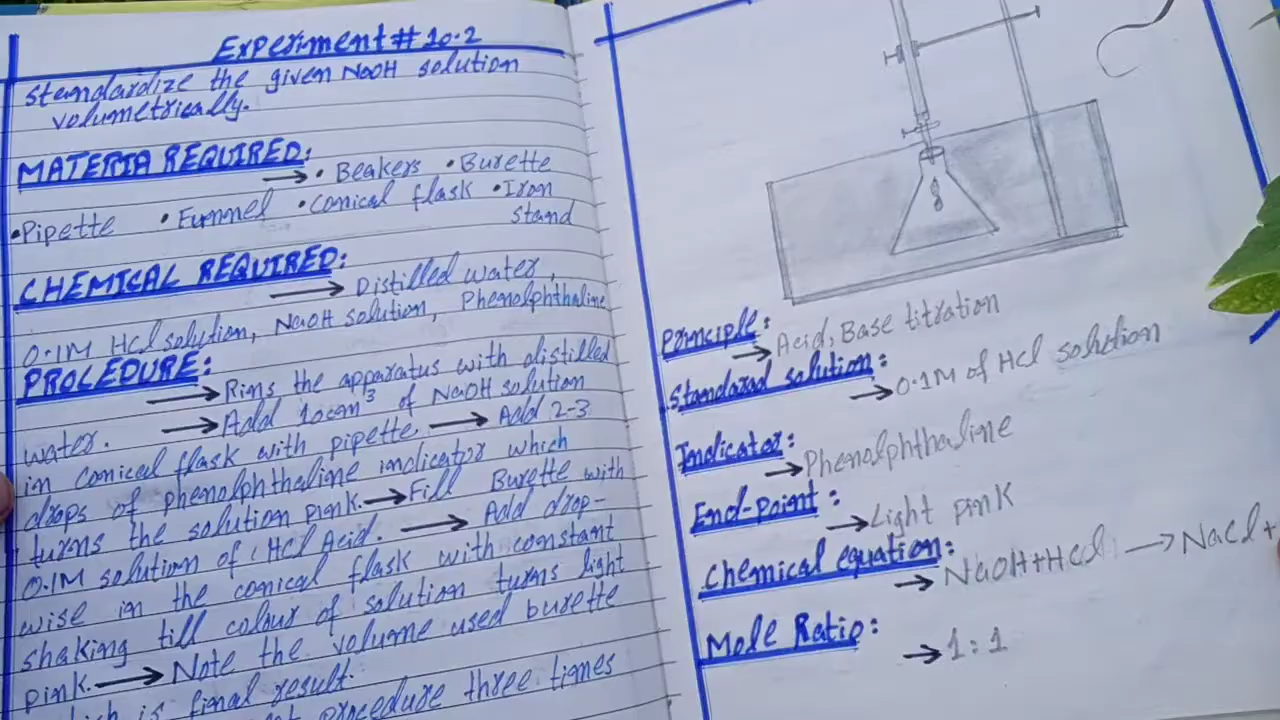 Experiment # 10.2
Standardize the given NaOH solution
volumetrically.
MATERIA REQUIRED:
→ • Beakers • Burette
• Pipette • Funnel • Conical flask • Iron
stand
CHEMICAL REQUIRED:
→ Distilled water,
0.1M HCl solution, NaOH solution, Phenolphthaline
PROCEDURE:
→ Rins the apparatus with distilled
water. → Add 10cm³ of NaOH solution
in conical flask with pipette. → Add 2-3
drops of phenolphthaline indicator which
turns the solution pink. → Fill Burette with
0.1M solution of HCl Acid. → Add drop-
wise in the conical flask with constant
shaking till colour of solution turns light
pink. → Note the volume used burette
is final result.
procedure three times
Principle:
→ Acid, Base titration
Standared solution:
→ 0.1M of HCl solution
Indicator:
→ Phenolphthaline
End-point:
→ Light pink
Chemical equation:
→ NaOH + HCl → NaCl +
Mole Ratio:
→ 1 : 1